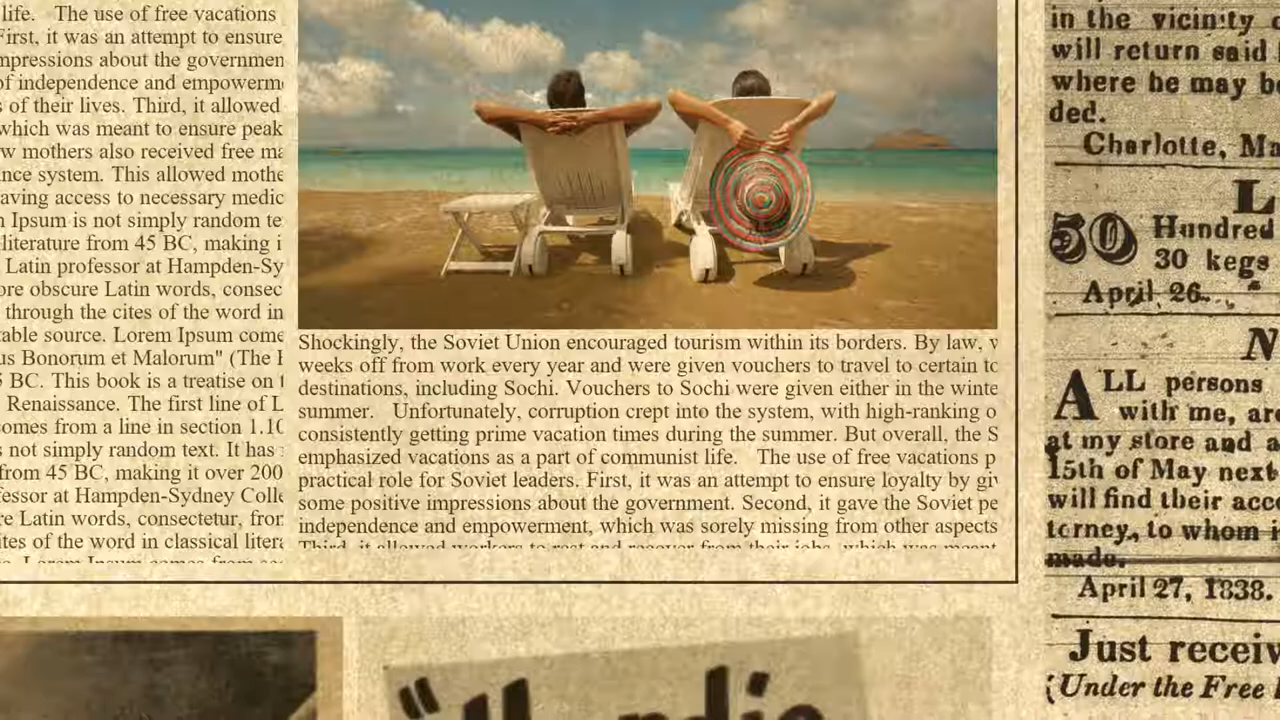 life. The use of free vacations
First, it was an attempt to ensure
impressions about the governmen
of independence and empowerm
s of their lives. Third, it allowed
which was meant to ensure peak
w mothers also received free ma
nce system. This allowed mothe
aving access to necessary medic
n Ipsum is not simply random te
literature from 45 BC, making i
Latin professor at Hampden-Sy
ore obscure Latin words, consec
through the cites of the word in
table source. Lorem Ipsum come
us Bonorum et Malorum" (The E
5 BC. This book is a treatise on t
Renaissance. The first line of L
comes from a line in section 1.10
s not simply random text. It has
from 45 BC, making it over 200
fessor at Hampden-Sydney Colle
re Latin words, consectetur, from
ites of the word in classical litera
Lorem Ipsum comes from sec
Shockingly, the Soviet Union encouraged tourism within its borders. By law, w
weeks off from work every year and were given vouchers to travel to certain to
destinations, including Sochi. Vouchers to Sochi were given either in the winte
summer. Unfortunately, corruption crept into the system, with high-ranking o
consistently getting prime vacation times during the summer. But overall, the S
emphasized vacations as a part of communist life. The use of free vacations p
practical role for Soviet leaders. First, it was an attempt to ensure loyalty by giv
some positive impressions about the government. Second, it gave the Soviet pe
independence and empowerment, which was sorely missing from other aspects
Third, it allowed workers to rest and recover from their jobs, which was meant
in the vicinity
will return said
where he may be
ded.
Charlotte, Ma
L
50 Hundred
30 kegs
April 26.
N
ALL persons
with me, are
at my store and a
15th of May next
will find their acco
torney, to whom i
made.
April 27, 1838.
Just receiv
(Under the Free